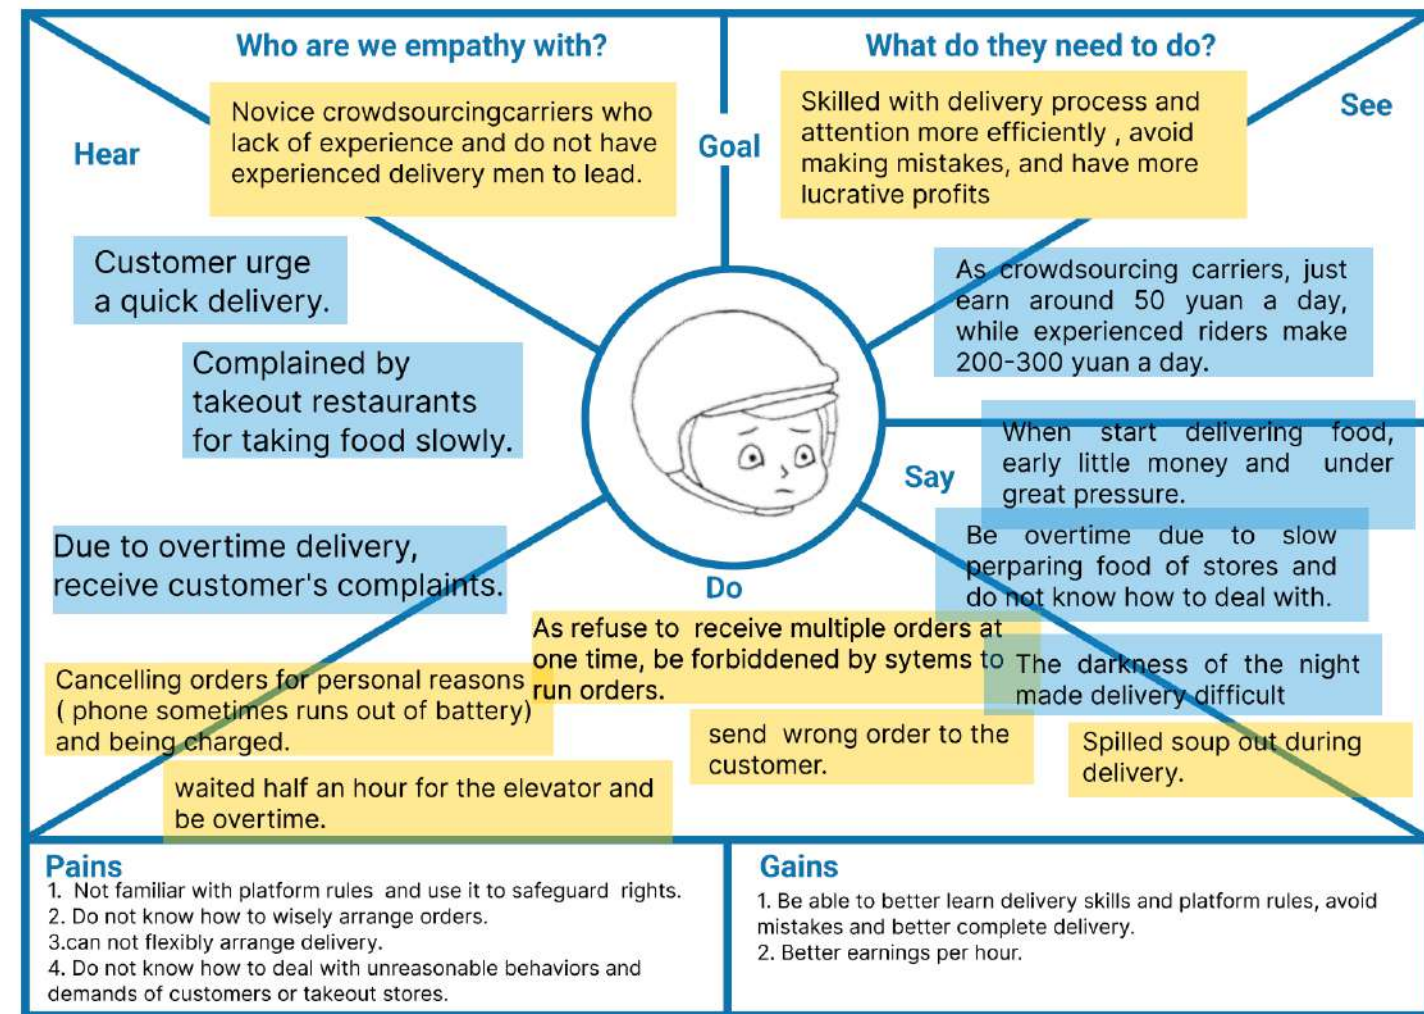 Who are we empathy with?
Novice crowdsourcingcarriers who
lack of experience and do not have
experienced delivery men to lead.
Goal
What do they need to do?
Skilled with delivery process and
attention more efficiently , avoid
making mistakes, and have more
lucrative profits
Hear
Customer urge
a quick delivery.
Complained by
takeout restaurants
for taking food slowly.
Due to overtime delivery,
receive customer's complaints.
See
As crowdsourcing carriers, just
earn around 50 yuan a day,
while experienced riders make
200-300 yuan a day.
Say
When start delivering food,
early little money and under
great pressure.
Be overtime due to slow
perparing food of stores and
do not know how to deal with.
The darkness of the night
made delivery difficult
Do
As refuse to receive multiple orders at
one time, be forbiddened by sytems to
run orders.
Cancelling orders for personal reasons
( phone sometimes runs out of battery)
and being charged.
send wrong order to the
customer.
Spilled soup out during
delivery.
waited half an hour for the elevator and
be overtime.
Pains
1. Not familiar with platform rules and use it to safeguard rights.
2. Do not know how to wisely arrange orders.
3.can not flexibly arrange delivery.
4. Do not know how to deal with unreasonable behaviors and
demands of customers or takeout stores.
Gains
1. Be able to better learn delivery skills and platform rules, avoid
mistakes and better complete delivery.
2. Better earnings per hour.